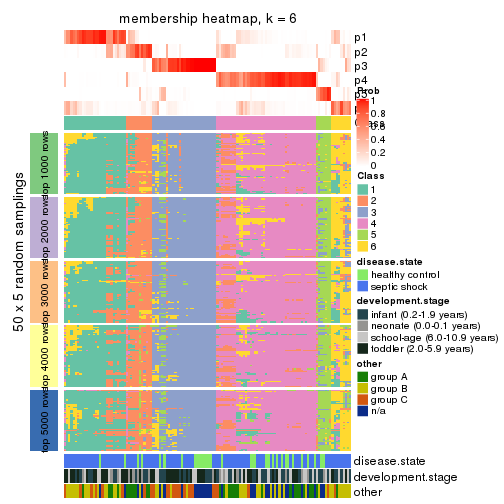 membership heatmap, k = 6
p1
p2
p3
p4
Prob
1
0.8
0.6
0.4
0.2
0
Class
1
2
3
4
5
6
disease.state
healthy control
septic shock
development.stage
infant (0.2-1.9 years)
neonate (0.0-0.1 years)
school-age (6.0-10.9 years)
toddler (2.0-5.9 years)
other
group A
group B
group C
n/a
50 x 5 random samplings
top 1000 rows
top 2000 rows
top 3000 rows
top 4000 rows
top 5000 rows
disease.state
development.stage
other